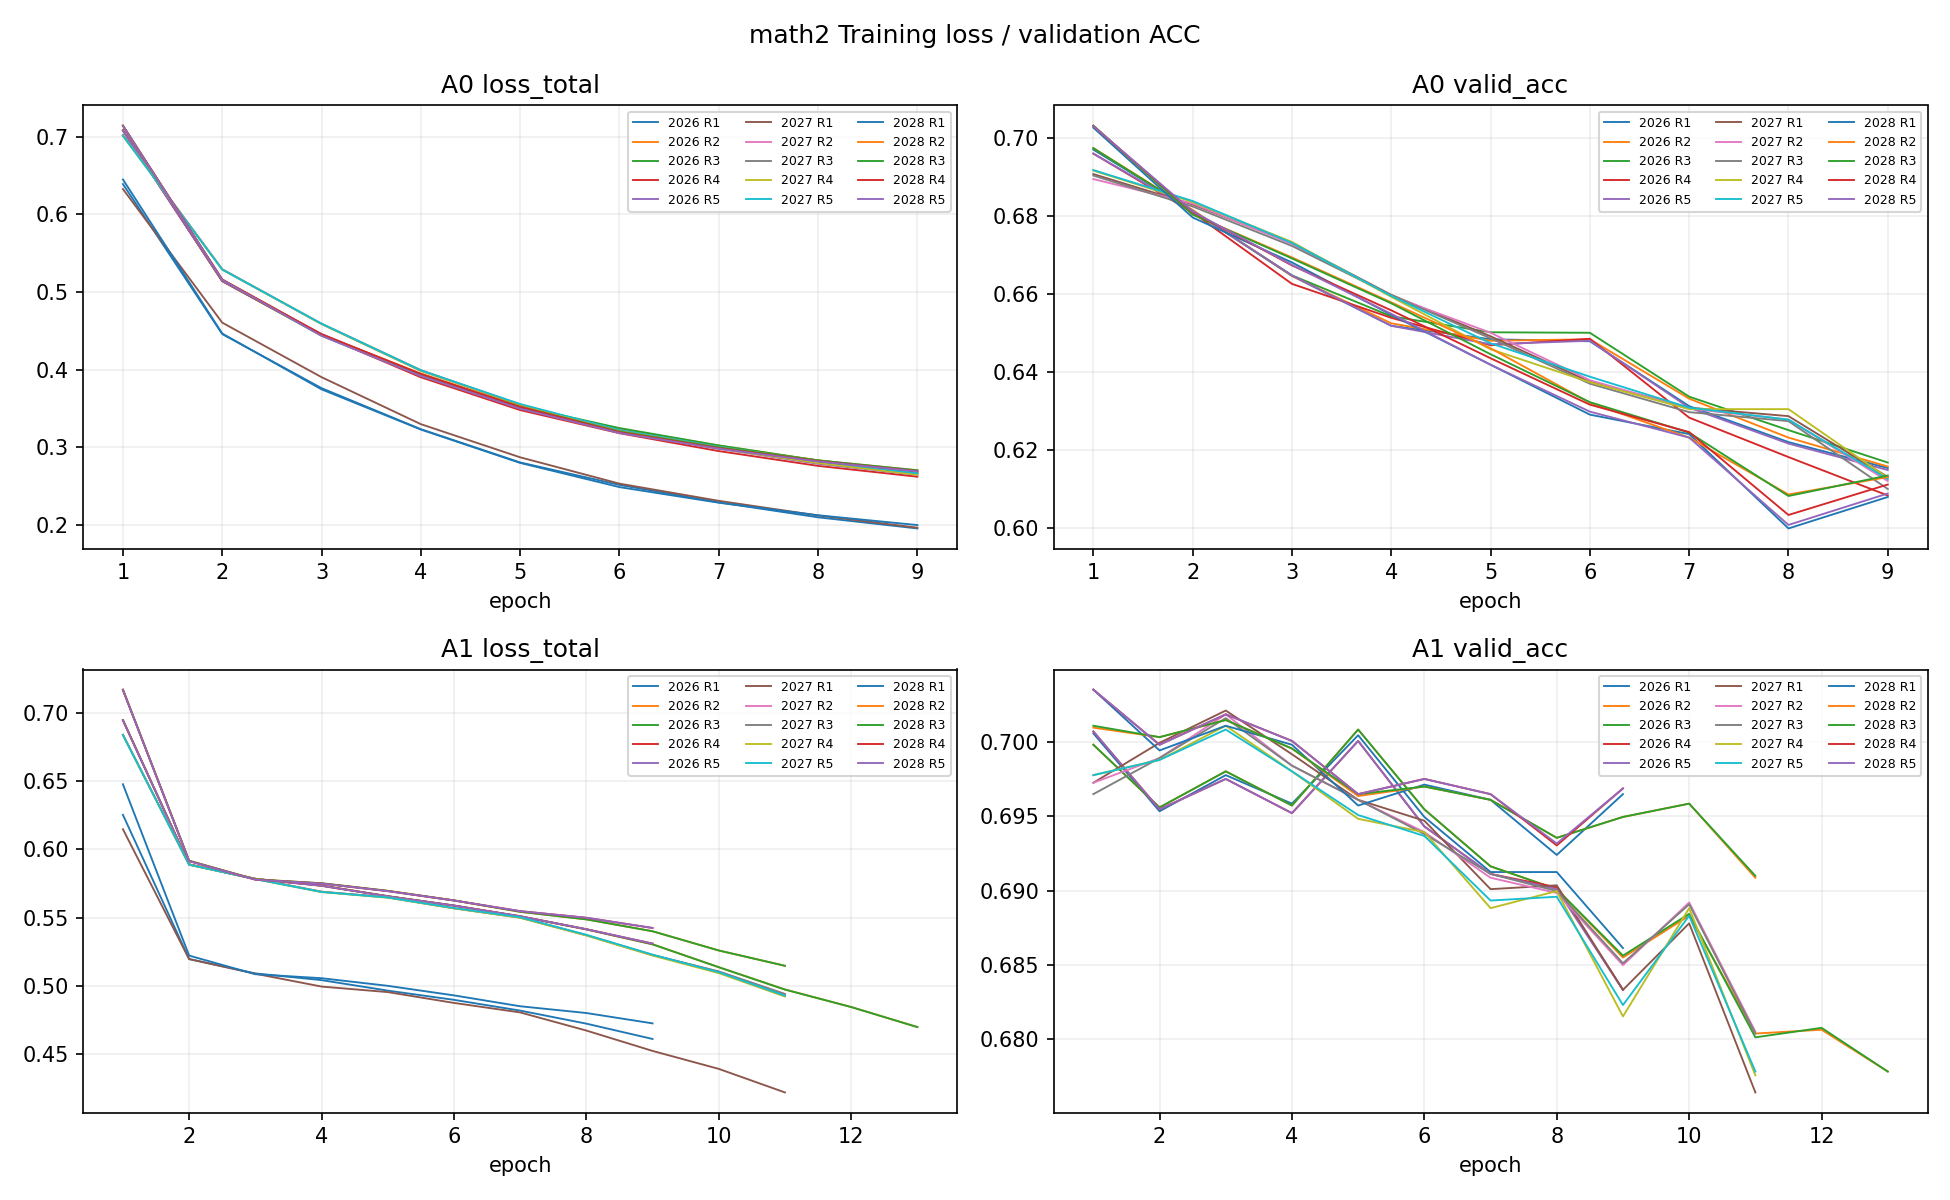 math2 Training loss / validation ACC
A0 loss_total
0.7
0.6
0.5
0.4
0.3
0.2
1 2 3 4 5 6 7 8 9
epoch
2026 R1 2027 R1 2028 R1
2026 R2 2027 R2 2028 R2
2026 R3 2027 R3 2028 R3
2026 R4 2027 R4 2028 R4
2026 R5 2027 R5 2028 R5
A0 valid_acc
0.70
0.68
0.66
0.64
0.62
0.60
1 2 3 4 5 6 7 8 9
epoch
2026 R1 2027 R1 2028 R1
2026 R2 2027 R2 2028 R2
2026 R3 2027 R3 2028 R3
2026 R4 2027 R4 2028 R4
2026 R5 2027 R5 2028 R5
A1 loss_total
0.70
0.65
0.60
0.55
0.50
0.45
2 4 6 8 10 12
epoch
2026 R1 2027 R1 2028 R1
2026 R2 2027 R2 2028 R2
2026 R3 2027 R3 2028 R3
2026 R4 2027 R4 2028 R4
2026 R5 2027 R5 2028 R5
A1 valid_acc
0.700
0.695
0.690
0.685
0.680
2 4 6 8 10 12
epoch
2026 R1 2027 R1 2028 R1
2026 R2 2027 R2 2028 R2
2026 R3 2027 R3 2028 R3
2026 R4 2027 R4 2028 R4
2026 R5 2027 R5 2028 R5